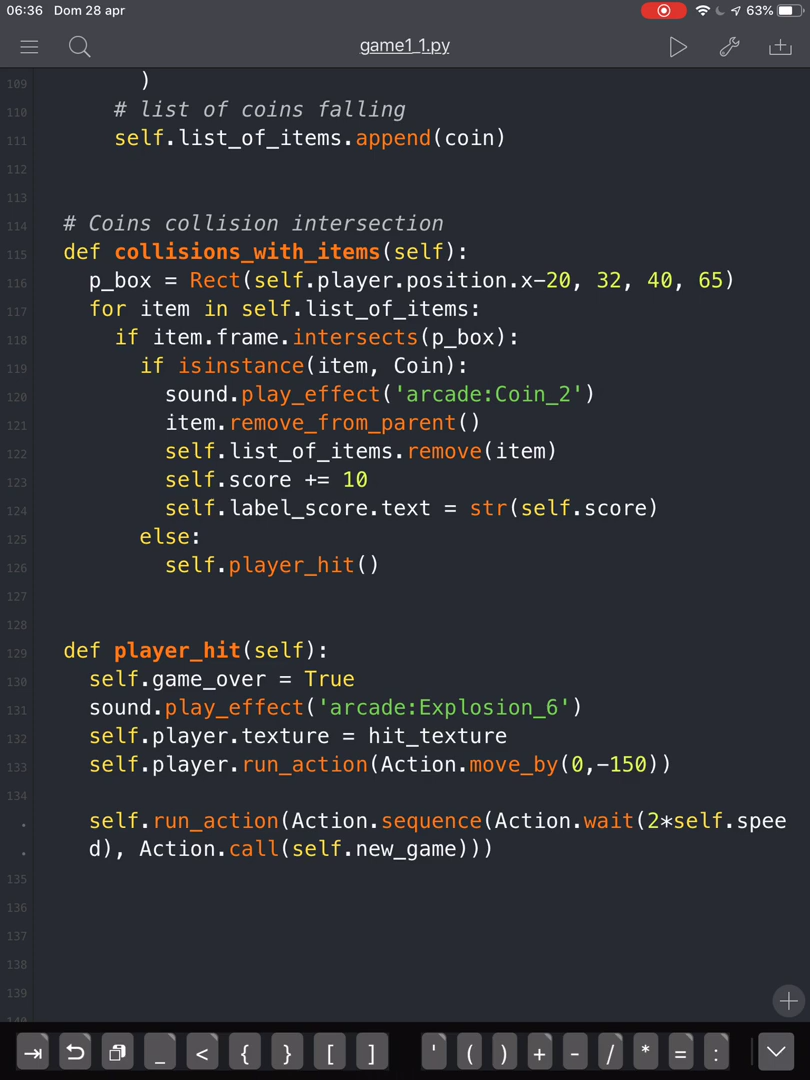 06:36 Dom 28 apr 63%
game1_1.py
109 )
110 # list of coins falling
111 self.list_of_items.append(coin)
112
113
114 # Coins collision intersection
115 def collisions_with_items(self):
116 p_box = Rect(self.player.position.x-20, 32, 40, 65)
117 for item in self.list_of_items:
118 if item.frame.intersects(p_box):
119 if isinstance(item, Coin):
120 sound.play_effect('arcade:Coin_2')
121 item.remove_from_parent()
122 self.list_of_items.remove(item)
123 self.score += 10
124 self.label_score.text = str(self.score)
125 else:
126 self.player_hit()
127
128
129 def player_hit(self):
130 self.game_over = True
131 sound.play_effect('arcade:Explosion_6')
132 self.player.texture = hit_texture
133 self.player.run_action(Action.move_by(0,-150))
134
· self.run_action(Action.sequence(Action.wait(2*self.spee
· d), Action.call(self.new_game)))
135
136
137
138
139
140
_ < { } [ ] ' ( ) + - / * = :